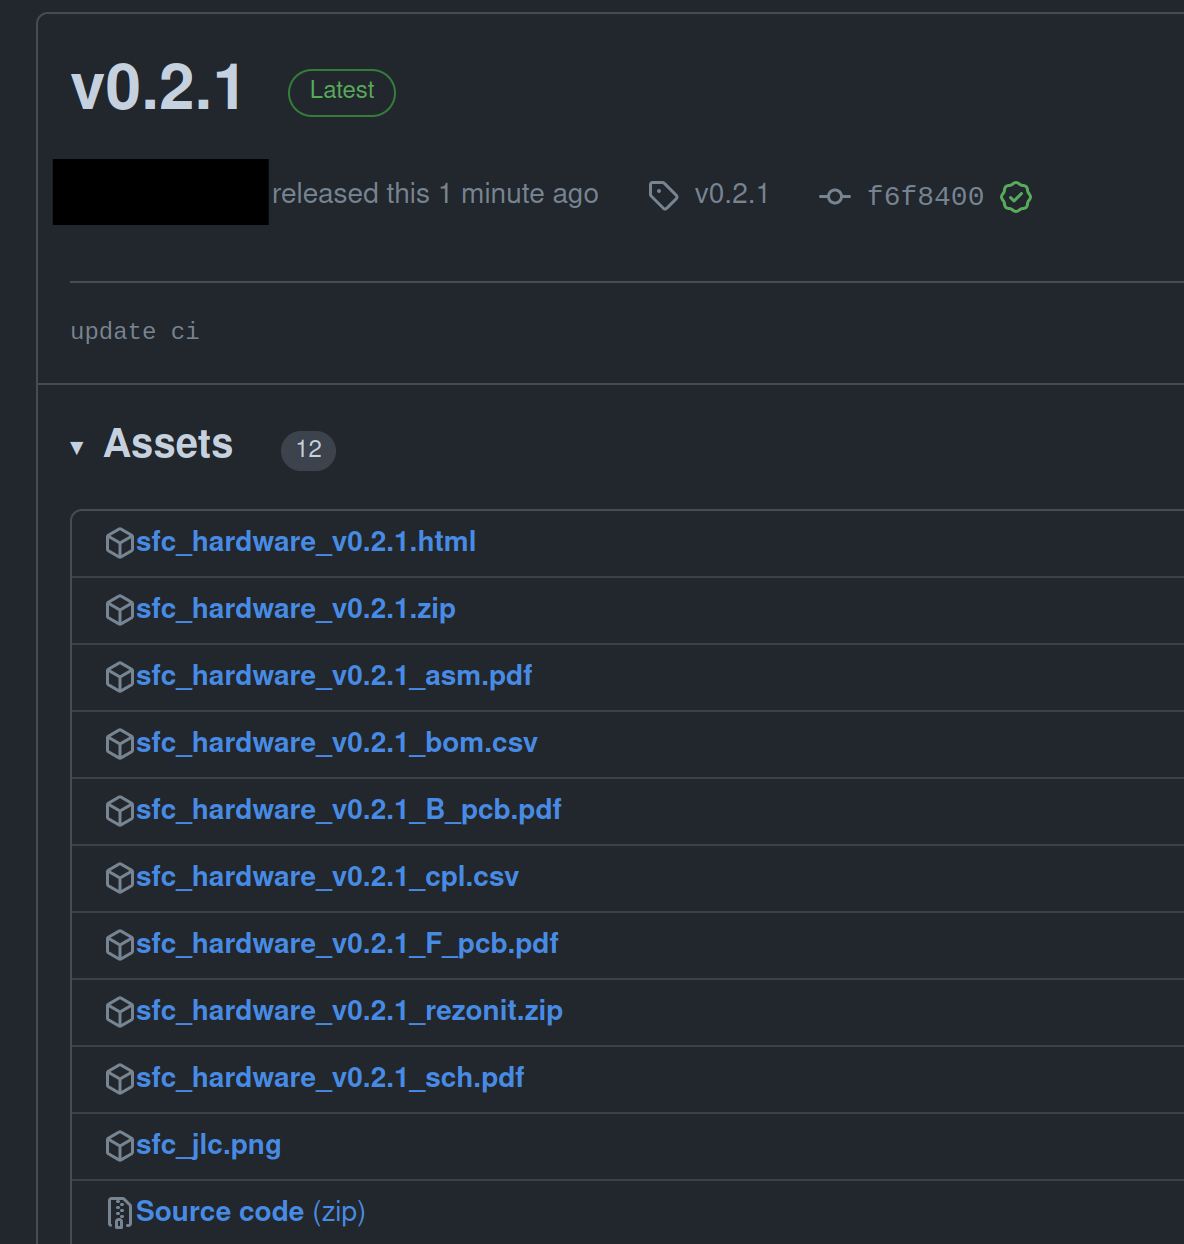 v0.2.1 Latest
released this 1 minute ago v0.2.1 f6f8400
update ci
Assets 12
sfc_hardware_v0.2.1.html
sfc_hardware_v0.2.1.zip
sfc_hardware_v0.2.1_asm.pdf
sfc_hardware_v0.2.1_bom.csv
sfc_hardware_v0.2.1_B_pcb.pdf
sfc_hardware_v0.2.1_cpl.csv
sfc_hardware_v0.2.1_F_pcb.pdf
sfc_hardware_v0.2.1_rezonit.zip
sfc_hardware_v0.2.1_sch.pdf
sfc_jlc.png
Source code (zip)